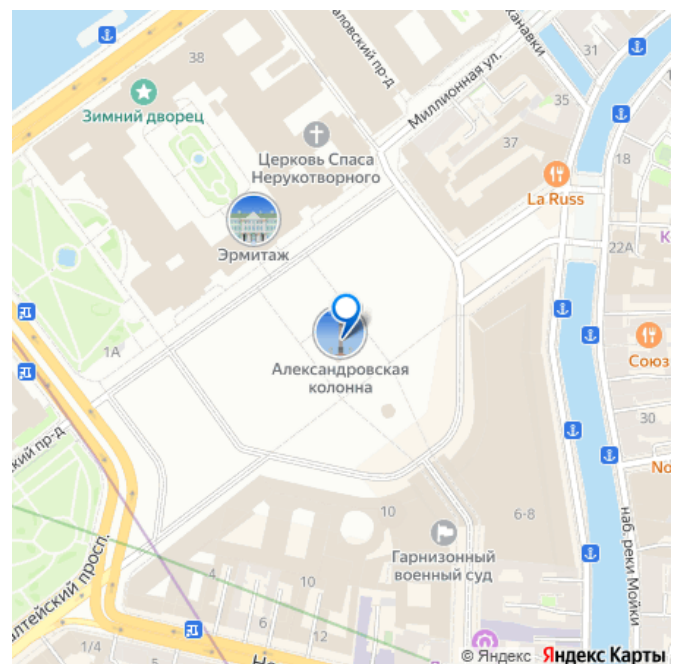 38
Зимний дворец
Миллионная ул.
31
35
37
Церковь Спаса
Нерукотворного
La Russ
18
22А
К
Эрмитаж
1А
Александровская
колонна
Союз
30
No
наб. реки Мойки
10
6-8
Гарнизонный
военный суд
4
10
6
12
1/4
© Яндекс Яндекс Карты